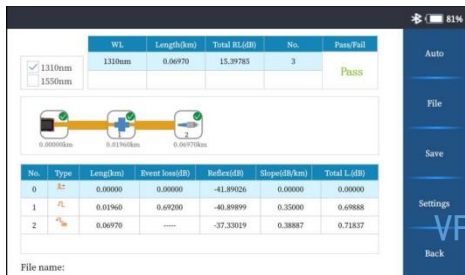 81%
WL Length(km) Total RL(dB) No. Pass/Fail
1310nm 0.06970 15.39785 3 Pass
1310nm
1550nm
Auto
File
Save
Settings
Back
1 2
0.00000km 0.01960km 0.06970km
No. Type Leng(km) Event loss(dB) Reflex(dB) Slope(dB/km) Total L.(dB)
0 0.00000 0.00000 -41.89026 0.00000 0.00000
1 0.01960 0.69200 -40.89899 0.35000 0.69888
2 0.06970 ----- -37.33019 0.38887 0.71837
File name:
VF